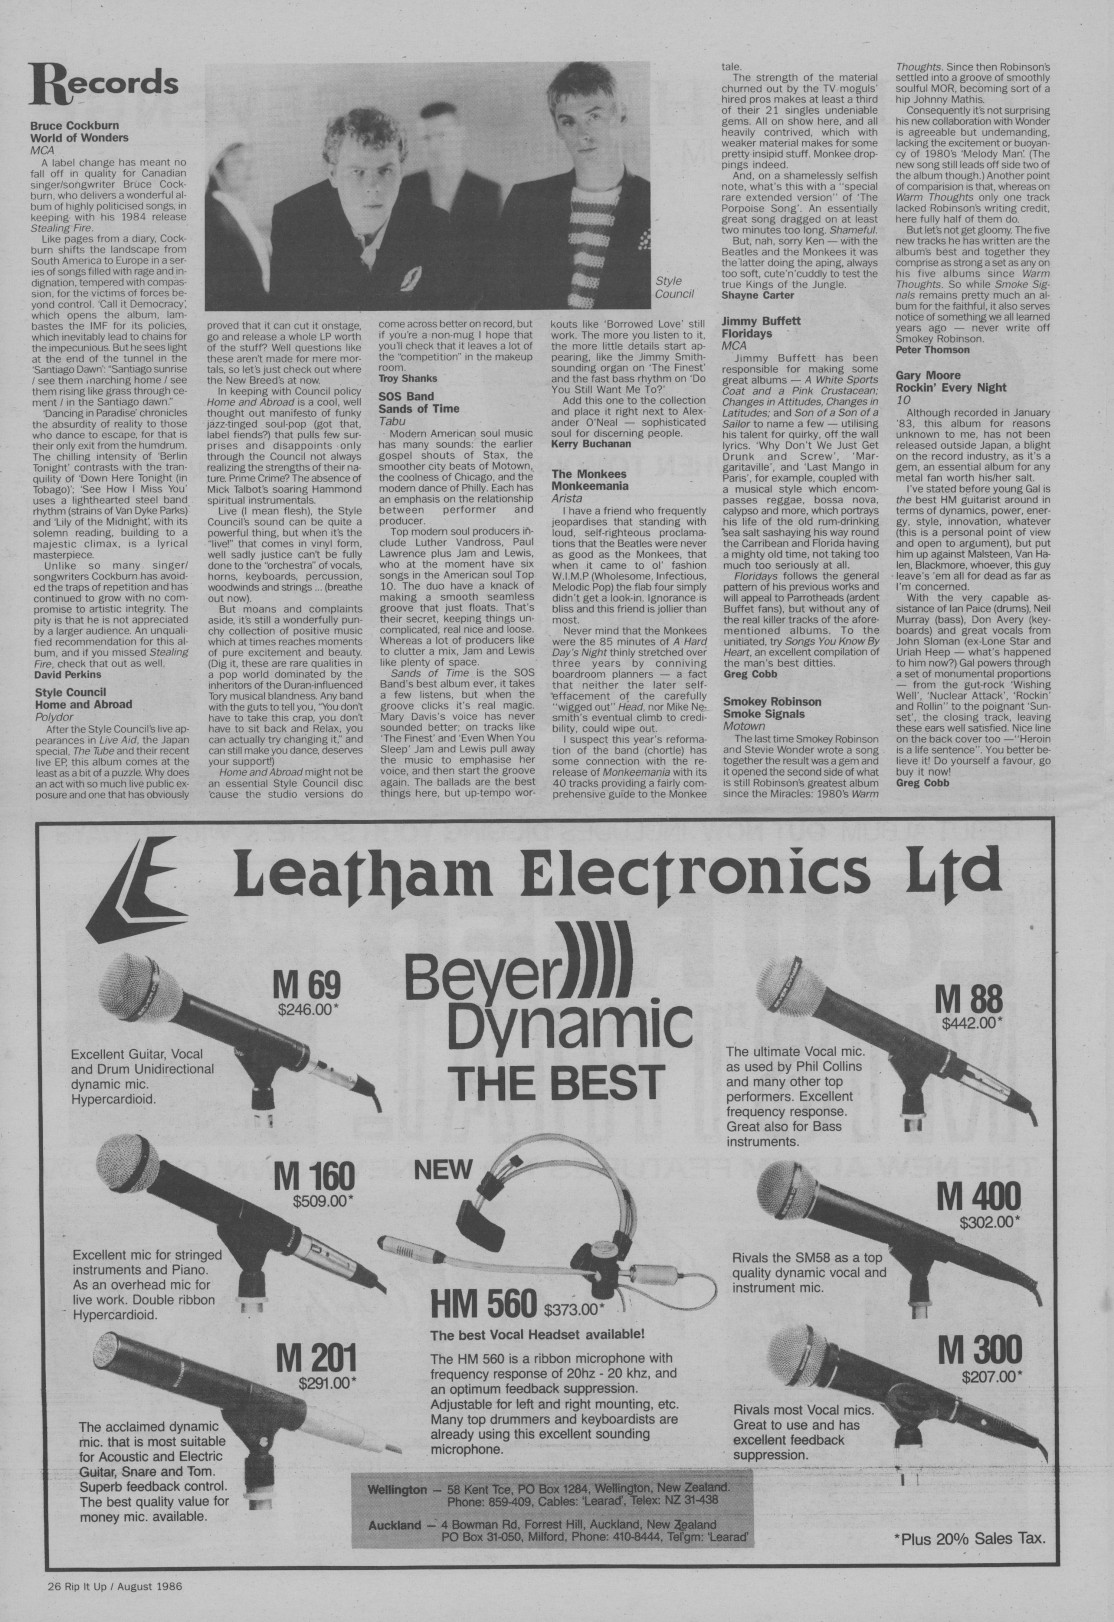 Records
Bruce Cockburn
World of Wonders
MCA
A label change has meant no
fall off in quality for Canadian
singer/songwriter Bruce Cock-
burn, who delivers a wonderful al-
bum of highly politicised songs, in
keeping with his 1984 release
Stealing Fire.
Like pages from a diary, Cock-
burn shifts the landscape from
South America to Europe in a ser-
ies of songs filled with rage and in-
dignation, tempered with compas-
sion, for the victims of forces be-
yond control. 'Call it Democracy',
which opens the album, lam-
bastes the IMF for its policies,
which inevitably lead to chains for
the impecunious. But he sees light
at the end of the tunnel in the
'Santiago Dawn': "Santiago sunrise
/ see them marching home / see
them rising like grass through ce-
ment / in the Santiago dawn."
'Dancing in Paradise' chronicles
the absurdity of reality to those
who dance to escape, for that is
their only exit from the humdrum.
The chilling intensity of 'Berlin
Tonight' contrasts with the tran-
quility of 'Down Here Tonight (in
Tobago)'; 'See How I Miss You'
uses a lighthearted steel band
rhythm (strains of Van Dyke Parks)
and 'Lily of the Midnight', with its
solemn reading, building to a
majestic climax, is a lyrical
masterpiece.
Unlike so many singer/
songwriters Cockburn has avoid-
ed the traps of repetition and has
continued to grow with no com-
promise to artistic integrity. The
pity is that he is not appreciated
by a larger audience. An unquali-
fied recommendation for this al-
bum, and if you missed Stealing
Fire, check that out as well.
David Perkins
Style Council
Home and Abroad
Polydor
After the Style Council's live ap-
pearances in Live Aid, the Japan
special, The Tube and their recent
live EP, this album comes at the
least as a bit of a puzzle. Why does
an act with so much live public ex-
posure and one that has obviously
Style
Council
proved that it can cut it onstage,
go and release a whole LP worth
of the stuff? Well questions like
these aren't made for mere mor-
tals, so let's just check out where
the New Breed's at now.
In keeping with Council policy
Home and Abroad is a cool, well
thought out manifesto of funky
jazz-tinged soul-pop (got that,
label fiends?) that pulls few sur-
prises and disappoints only
through the Council not always
realizing the strengths of their na-
ture. Prime Crime? The absence of
Mick Talbot's soaring Hammond
spiritual instrumentals.
Live (I mean flesh), the Style
Council's sound can be quite a
powerful thing, but when it's the
"live!" that comes in vinyl form,
well sadly justice can't be fully
done to the "orchestra" of vocals,
horns, keyboards, percussion,
woodwinds and strings ... (breathe
out now).
But moans and complaints
aside, it's still a wonderfully pun-
chy collection of positive music
which at times reaches moments
of pure excitement and beauty.
(Dig it, these are rare qualities in
a pop world dominated by the
inheritors of the Duran-influenced
Tory musical blandness. Any band
with the guts to tell you, "You don't
have to take this crap, you don't
have to sit back and Relax, you
can actually try changing it," and
can still make you dance, deserves
your support!)
Home and Abroad might not be
an essential Style Council disc
'cause the studio versions do
come across better on record, but
if you're a non-mug I hope that
you'll check that it leaves a lot of
the "competition" in the makeup
room.
Troy Shanks
SOS Band
Sands of Time
Tabu
Modern American soul music
has many sounds: the earlier
gospel shouts of Stax, the
smoother city beats of Motown,
the coolness of Chicago, and the
modern dance of Philly. Each has
an emphasis on the relationship
between performer and
producer.
Top modern soul producers in-
clude Luther Vandross, Paul
Lawrence plus Jam and Lewis,
who at the moment have six
songs in the American soul Top
10. The duo have a knack of
making a smooth seamless
groove that just floats. That's
their secret, keeping things un-
complicated, real nice and loose.
Whereas a lot of producers like
to clutter a mix, Jam and Lewis
like plenty of space.
Sands of Time is the SOS
Band's best album ever, it takes
a few listens, but when the
groove clicks it's real magic.
Mary Davis's voice has never
sounded better; on tracks like
'The Finest' and 'Even When You
Sleep' Jam and Lewis pull away
the music to emphasise her
voice, and then start the groove
again. The ballads are the best
things here, but up-tempo wor-
kouts like 'Borrowed Love' still
work. The more you listen to it,
the more little details start ap-
pearing, like the Jimmy Smith-
sounding organ on 'The Finest'
and the fast bass rhythm on 'Do
You Still Want Me To?'
Add this one to the collection
and place it right next to Alex-
ander O'Neal — sophisticated
soul for discerning people.
Kerry Buchanan
The Monkees
Monkeemania
Arista
I have a friend who frequently
jeopardises that standing with
loud, self-righteous proclama-
tions that the Beatles were never
as good as the Monkees, that
when it came to ol' fashion
W.I.M.P (Wholesome, Infectious,
Melodic Pop) the flab four simply
didn't get a look-in. Ignorance is
bliss and this friend is jollier than
most.
Never mind that the Monkees
were the 85 minutes of A Hard
Day's Night thinly stretched over
three years by conniving
boardroom planners — a fact
that neither the later self-
effacement of the carefully
"wigged out" Head, nor Mike Ne-
smith's eventual climb to credi-
bility, could wipe out.
I suspect this year's reforma-
tion of the band (chortle) has
some connection with the re-
release of Monkeemania with its
40 tracks providing a fairly com-
prehensive guide to the Monkee
tale.
The strength of the material
churned out by the TV moguls'
hired pros makes at least a third
of their 21 singles undeniable
gems. All on show here, and all
heavily contrived, which with
weaker material makes for some
pretty insipid stuff. Monkee drop-
pings indeed.
And, on a shamelessly selfish
note, what's this with a "special
rare extended version" of 'The
Porpoise Song'. An essentially
great song dragged on at least
two minutes too long. Shameful.
But, nah, sorry Ken — with the
Beatles and the Monkees it was
the latter doing the aping, always
too soft, cute'n'cuddly to test the
true Kings of the Jungle.
Shayne Carter
Jimmy Buffett
Floridays
MCA
Jimmy Buffett has been
responsible for making some
great albums — A White Sports
Coat and a Pink Crustacean;
Changes in Attitudes, Changes in
Latitudes; and Son of a Son of a
Sailor to name a few — utilising
his talent for quirky, off the wall
lyrics. 'Why Don't We Just Get
Drunk and Screw', 'Mar-
garitaville', and 'Last Mango in
Paris', for example, coupled with
a musical style which encom-
passes reggae, bossa nova,
calypso and more, which portrays
his life of the old rum-drinking
sea salt sashaying his way round
the Carribean and Florida having
a mighty old time, not taking too
much too seriously at all.
Floridays follows the general
pattern of his previous works and
will appeal to Parrotheads (ardent
Buffet fans), but without any of
the real killer tracks of the afore-
mentioned albums. To the
unitiated, try Songs You Know By
Heart, an excellent compilation of
the man's best ditties.
Greg Cobb
Smokey Robinson
Smoke Signals
Motown
The last time Smokey Robinson
and Stevie Wonder wrote a song
together the result was a gem and
it opened the second side of what
is still Robinson's greatest album
since the Miracles: 1980's Warm
Thoughts. Since then Robinson's
settled into a groove of smoothly
soulful MOR, becoming sort of a
hip Johnny Mathis.
Consequently it's not surprising
his new collaboration with Wonder
is agreeable but undemanding,
lacking the excitement or buoyan-
cy of 1980's 'Melody Man'. (The
new song still leads off side two of
the album though.) Another point
of comparision is that, whereas on
Warm Thoughts only one track
lacked Robinson's writing credit,
here fully half of them do.
But let's not get gloomy. The five
new tracks he has written are the
album's best and together they
comprise as strong a set as any on
his five albums since Warm
Thoughts. So while Smoke Sig-
nals remains pretty much an al-
bum for the faithful, it also serves
notice of something we all learned
years ago — never write off
Smokey Robinson.
Peter Thomson
Gary Moore
Rockin' Every Night
10
Although recorded in January
'83, this album for reasons
unknown to me, has not been
released outside Japan, a blight
on the record industry, as it's a
gem, an essential album for any
metal fan worth his/her salt.
I've stated before young Gal is
the best HM guitarist around in
terms of dynamics, power, ener-
gy, style, innovation, whatever
(this is a personal point of view
and open to argument), but put
him up against Malsteen, Van Ha-
len, Blackmore, whoever, this guy
leave's 'em all for dead as far as
I'm concerned.
With the very capable as-
sistance of Ian Paice (drums), Neil
Murray (bass), Don Avery (key-
boards) and great vocals from
John Sloman (ex-Lone Star and
Uriah Heep — what's happened
to him now?) Gal powers through
a set of monumental proportions
— from the gut-rock 'Wishing
Well', 'Nuclear Attack', 'Rockin'
and Rollin'' to the poignant 'Sun-
set', the closing track, leaving
these ears well satisfied. Nice line
on the back cover too — "Heroin
is a life sentence". You better be-
lieve it! Do yourself a favour, go
buy it now!
Greg Cobb
Leatham Electronics Ltd
Beyer
Dynamic
THE BEST
M 69
$246.00*
Excellent Guitar, Vocal
and Drum Unidirectional
dynamic mic.
Hypercardioid.
M 88
$442.00*
The ultimate Vocal mic.
as used by Phil Collins
and many other top
performers. Excellent
frequency response.
Great also for Bass
instruments.
M 160
$509.00*
Excellent mic for stringed
instruments and Piano.
As an overhead mic for
live work. Double ribbon
Hypercardioid.
NEW
HM 560 $373.00*
The best Vocal Headset available!
The HM 560 is a ribbon microphone with
frequency response of 20hz - 20 khz, and
an optimum feedback suppression.
Adjustable for left and right mounting, etc.
Many top drummers and keyboardists are
already using this excellent sounding
microphone.
M 400
$302.00*
Rivals the SM58 as a top
quality dynamic vocal and
instrument mic.
M 201
$291.00*
The acclaimed dynamic
mic. that is most suitable
for Acoustic and Electric
Guitar, Snare and Tom.
Superb feedback control.
The best quality value for
money mic. available.
M 300
$207.00*
Rivals most Vocal mics.
Great to use and has
excellent feedback
suppression.
Wellington — 58 Kent Tce, PO Box 1284, Wellington, New Zealand.
Phone: 859-409, Cables: 'Learad', Telex: NZ 31-438
Auckland — 4 Bowman Rd, Forrest Hill, Auckland, New Zealand
PO Box 31-050, Milford, Phone: 410-8444, Tel'gm: 'Learad'
*Plus 20% Sales Tax.
26 Rip It Up / August 1986